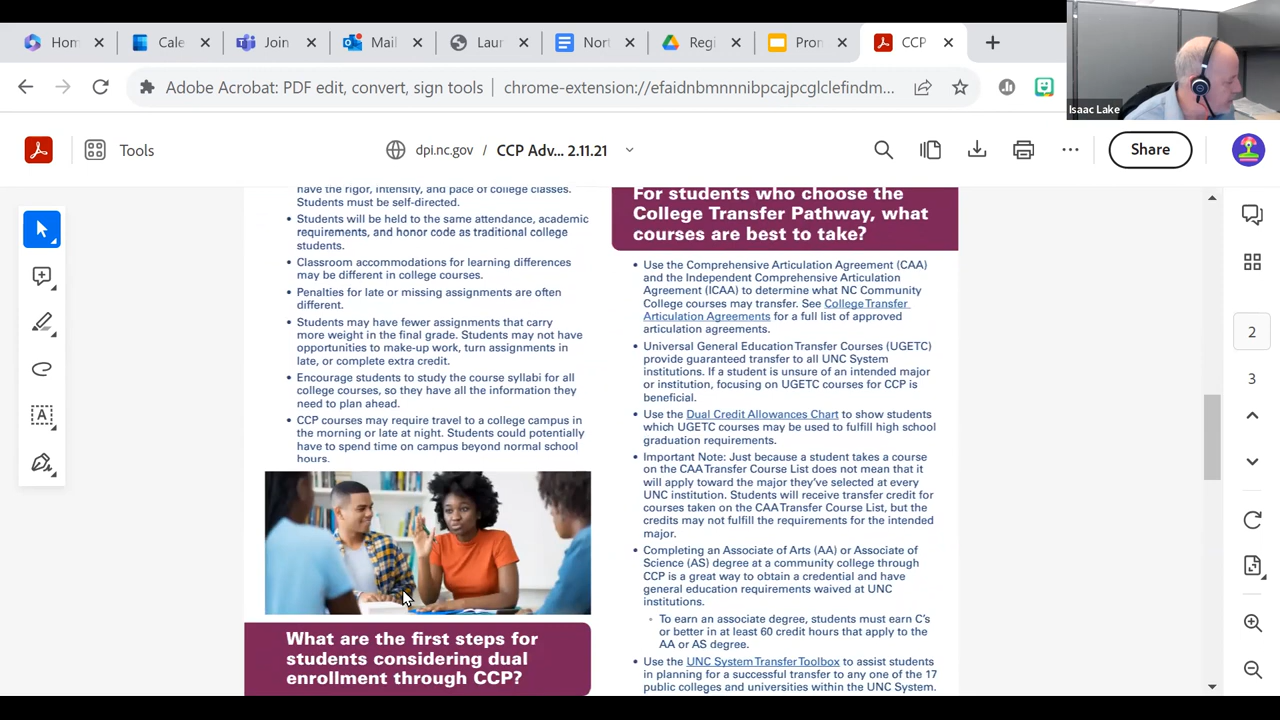 Hom
Cale
Join
Mail
Laur
Nort
Regi
Pron
CCP
Adobe Acrobat: PDF edit, convert, sign tools | chrome-extension://efaidnbmnnnibpcajpcglclefindm...
Isaac Lake
Tools
dpi.nc.gov / CCP Adv... 2.11.21
Share
have the rigor, intensity, and pace of college classes.
Students must be self-directed.
• Students will be held to the same attendance, academic
requirements, and honor code as traditional college
students.
• Classroom accommodations for learning differences
may be different in college courses.
• Penalties for late or missing assignments are often
different.
• Students may have fewer assignments that carry
more weight in the final grade. Students may not have
opportunities to make-up work, turn assignments in
late, or complete extra credit.
• Encourage students to study the course syllabi for all
college courses, so they have all the information they
need to plan ahead.
• CCP courses may require travel to a college campus in
the morning or late at night. Students could potentially
have to spend time on campus beyond normal school
hours.
What are the first steps for
students considering dual
enrollment through CCP?
For students who choose the
College Transfer Pathway, what
courses are best to take?
• Use the Comprehensive Articulation Agreement (CAA)
and the Independent Comprehensive Articulation
Agreement (ICAA) to determine what NC Community
College courses may transfer. See College Transfer
Articulation Agreements for a full list of approved
articulation agreements.
• Universal General Education Transfer Courses (UGETC)
provide guaranteed transfer to all UNC System
institutions. If a student is unsure of an intended major
or institution, focusing on UGETC courses for CCP is
beneficial.
• Use the Dual Credit Allowances Chart to show students
which UGETC courses may be used to fulfill high school
graduation requirements.
• Important Note: Just because a student takes a course
on the CAA Transfer Course List does not mean that it
will apply toward the major they've selected at every
UNC institution. Students will receive transfer credit for
courses taken on the CAA Transfer Course List, but the
credits may not fulfill the requirements for the intended
major.
• Completing an Associate of Arts (AA) or Associate of
Science (AS) degree at a community college through
CCP is a great way to obtain a credential and have
general education requirements waived at UNC
institutions.
◦ To earn an associate degree, students must earn C's
or better in at least 60 credit hours that apply to the
AA or AS degree.
• Use the UNC System Transfer Toolbox to assist students
in planning for a successful transfer to any one of the 17
public colleges and universities within the UNC System.
2
3